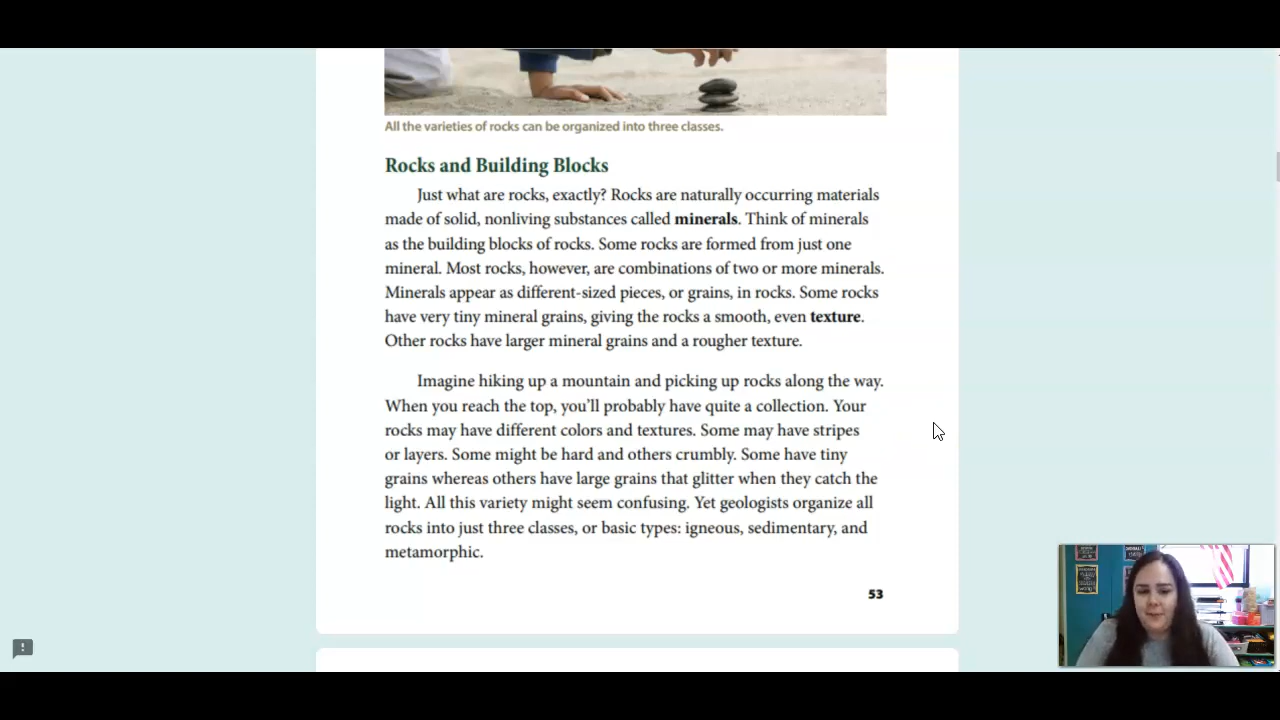 All the varieties of rocks can be organized into three classes.
Rocks and Building Blocks
Just what are rocks, exactly? Rocks are naturally occurring materials
made of solid, nonliving substances called minerals. Think of minerals
as the building blocks of rocks. Some rocks are formed from just one
mineral. Most rocks, however, are combinations of two or more minerals.
Minerals appear as different-sized pieces, or grains, in rocks. Some rocks
have very tiny mineral grains, giving the rocks a smooth, even texture.
Other rocks have larger mineral grains and a rougher texture.
Imagine hiking up a mountain and picking up rocks along the way.
When you reach the top, you’ll probably have quite a collection. Your
rocks may have different colors and textures. Some may have stripes
or layers. Some might be hard and others crumbly. Some have tiny
grains whereas others have large grains that glitter when they catch the
light. All this variety might seem confusing. Yet geologists organize all
rocks into just three classes, or basic types: igneous, sedimentary, and
metamorphic.
53